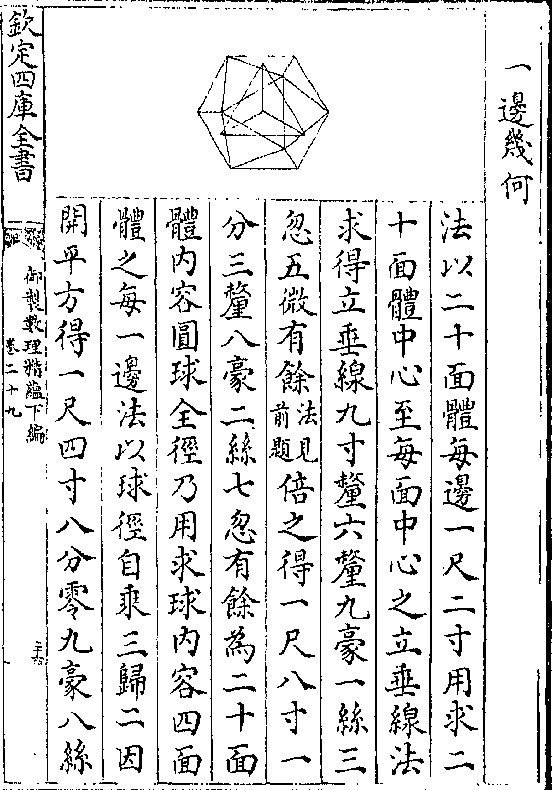 一邊幾何
法以二十面體每邊一尺二寸用求二
十面體中心至每面中心之立垂線法
求得立垂線九寸釐六釐九豪一絲三
忽五微有餘法見前題倍之得一尺八寸一
分三釐八豪二絲七忽有餘為二十面
體內容圓球全徑乃用求球內容四面
體之每一邊法以球徑自乘三歸二因
開平方得一尺四寸八分零九豪八絲
欽定四庫全書
御製數理精蘊下編
卷二十九